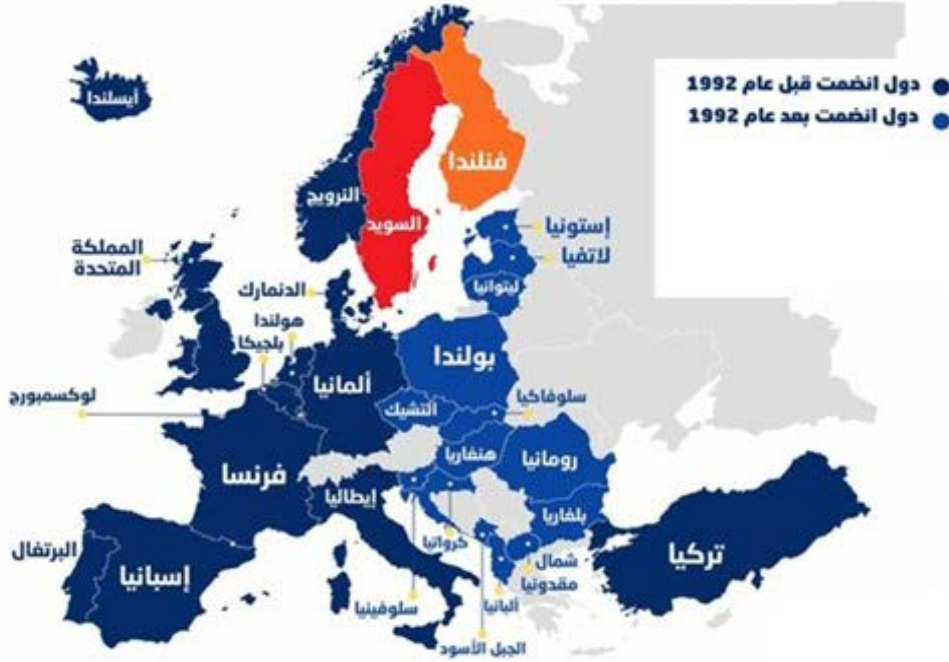 دول انضمت قبل عام 1992
دول انضمت بعد عام 1992
أيسلندا
فنلندا
النرويج
السويد
إستونيا
لاتفيا
ليتوانيا
المملكة
المتحدة
الدنمارك
هولندا
بلجيكا
بولندا
ألمانيا
لوكسمبورج
التشيك
سلوفاكيا
هنغاريا
رومانيا
فرنسا
إيطاليا
بلغاريا
كرواتيا
تركيا
البرتغال
إسبانيا
شمال
مقدونيا
ألبانيا
سلوفينيا
الجبل الأسود